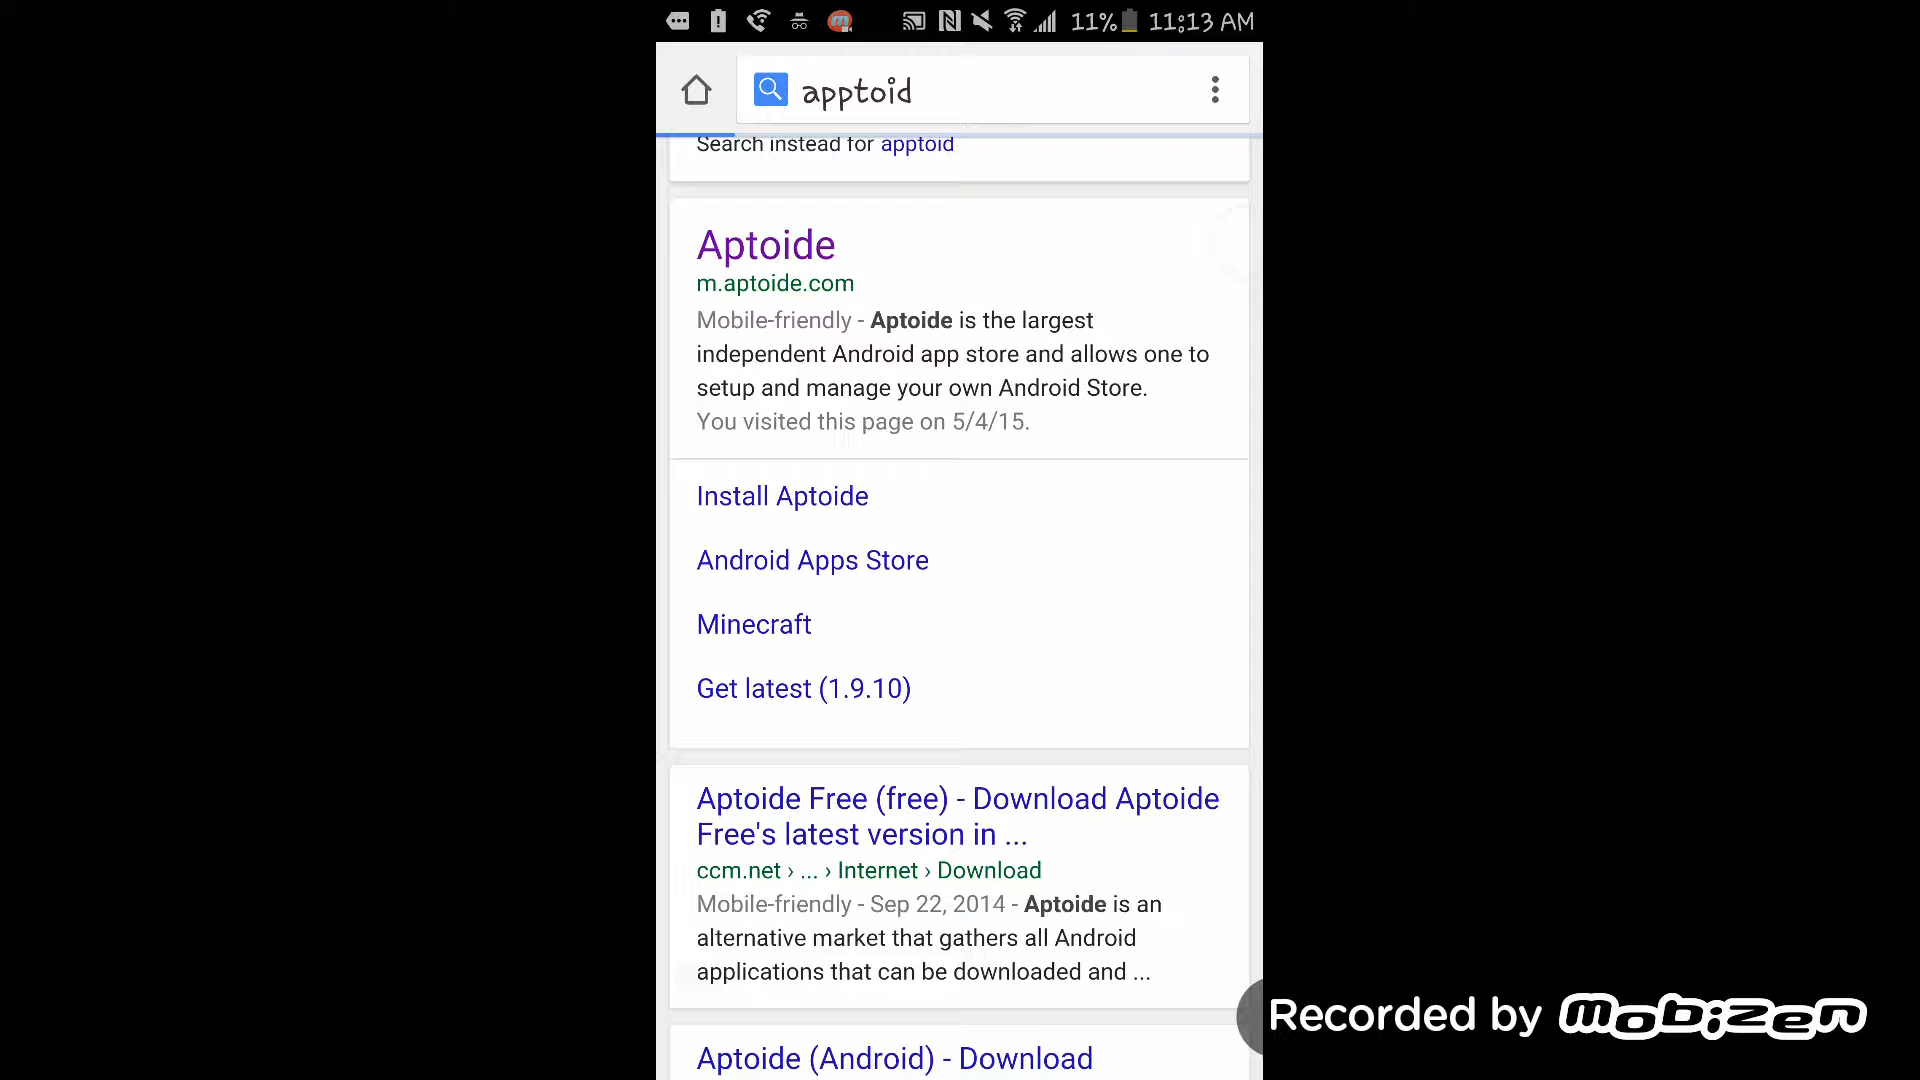 11% 11:13 AM
apptoid
Search instead for apptoid
Aptoide
m.aptoide.com
Mobile-friendly - Aptoide is the largest
independent Android app store and allows one to
setup and manage your own Android Store.
You visited this page on 5/4/15.
Install Aptoide
Android Apps Store
Minecraft
Get latest (1.9.10)
Aptoide Free (free) - Download Aptoide
Free's latest version in ...
ccm.net › ... › Internet › Download
Mobile-friendly - Sep 22, 2014 - Aptoide is an
alternative market that gathers all Android
applications that can be downloaded and ...
Aptoide (Android) - Download
Recorded by mobizen